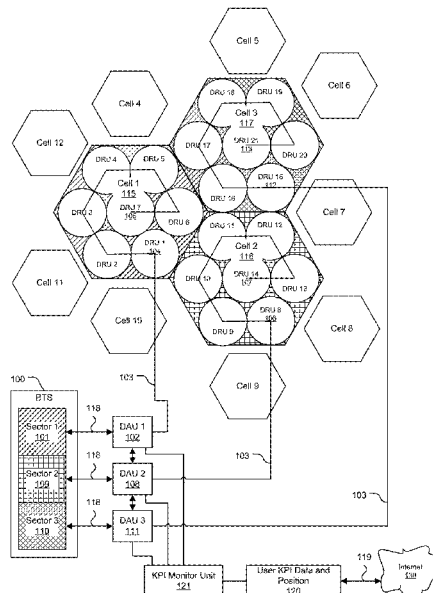 Cell 5
Cell 6
Cell 4
Cell 12
DRU 18
DRU 19
Cell 3
117
DRU 17
DRU 21
DRU 20
DRU 16
DRU 15
DRU 4
DRU 5
Cell 1
115
DRU 3
DRU 7
DRU 6
DRU 2
DRU 1
Cell 7
DRU 11
DRU 12
Cell 2
116
DRU 10
DRU 14
DRU 13
DRU 9
DRU 8
Cell 11
Cell 10
Cell 8
Cell 9
100
BTS
103
103
103
118
118
118
Sector 1
101
Sector 2
109
Sector 3
110
DAU 1
102
DAU 2
108
DAU 3
111
KPI Monitor Unit
121
User KPI Data and
Position
120
119
Internet